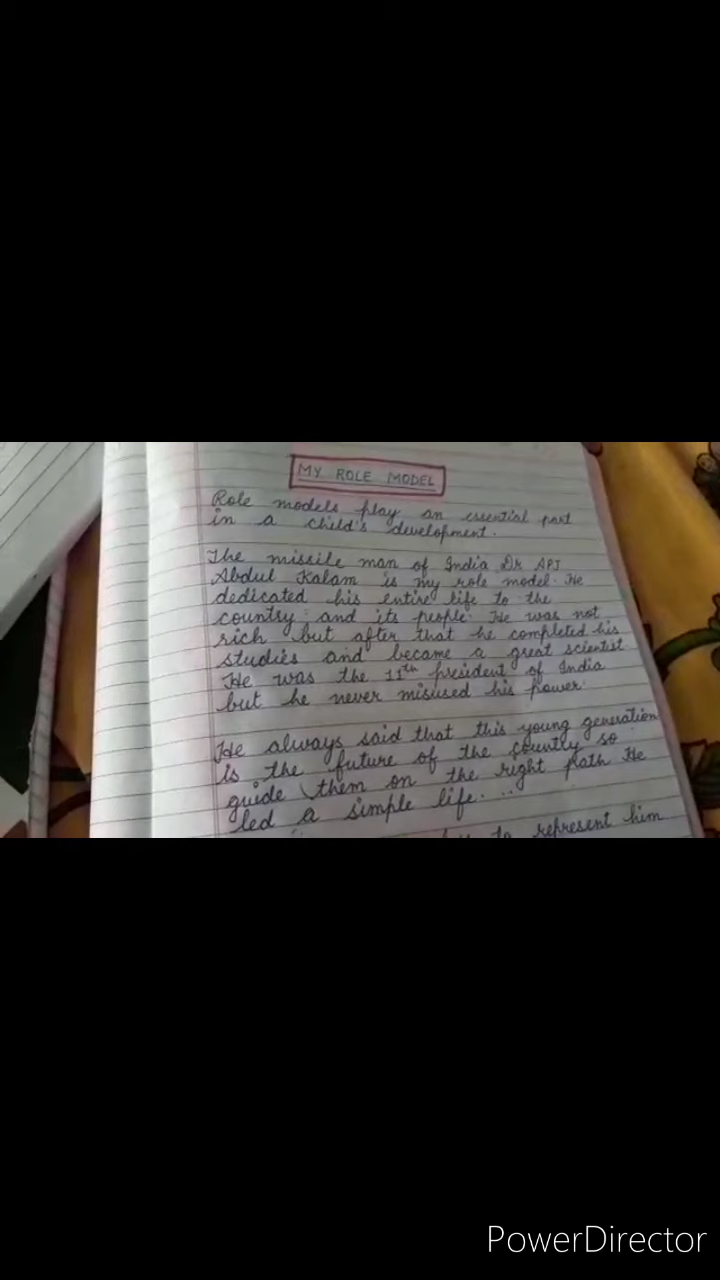 MY ROLE MODEL
Role models play an essential part
in a child's development.
The missile man of India Dr APJ
Abdul Kalam is my role model. He
dedicated his entire life to the
country and its people. He was not
rich but after that he completed his
studies and became a great scientist.
He was the 11th president of India
but he never misused his power.
He always said that this young generation
is the future of the country so
guide them on the right path He
led a simple life...
to represent him
PowerDirector